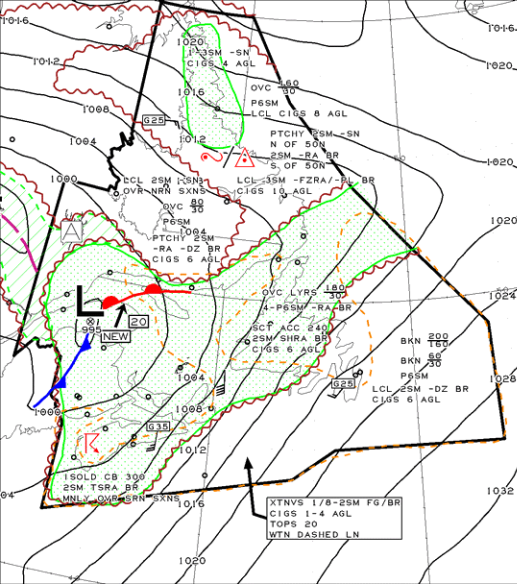 1016
1020
1-3SM -SN
CIGS 4 AGL
1016
1012
1020
OVC 160/30
P6SM
LCL CIGS 8 AGL
1016
1008
G25
PTCHY 2SM -SN
N OF 50N
2SM -RA BR
S OF 50N
1012
1004
1020
1000
LCL 2SM -SN
OVR NRN SXNS
LCL 3SM -FZRA/-PL BR
CIGS 10 AGL
OVC 80/30
P6SM
1004
PTCHY 2SM
-RA -DZ BR
CIGS 6 AGL
A
1020
OVC LYRS 180/30
4-P6SM -RA BR
1024
L
995
20
NEW
SCT ACC 240
2SM SHRA BR
CIGS 6 AGL
BKN 200/160
BKN 60/30
P6SM
LCL 2SM -DZ BR
CIGS 6 AGL
1004
G25
1028
1000
1008
G35
1012
ISOLD CB 300
2SM TSRA BR
MNLY OVR SRN SXNS
1032
1016
XTNVS 1/8-2SM FG/BR
CIGS 1-4 AGL
TOPS 20
WTN DASHED LN
1020